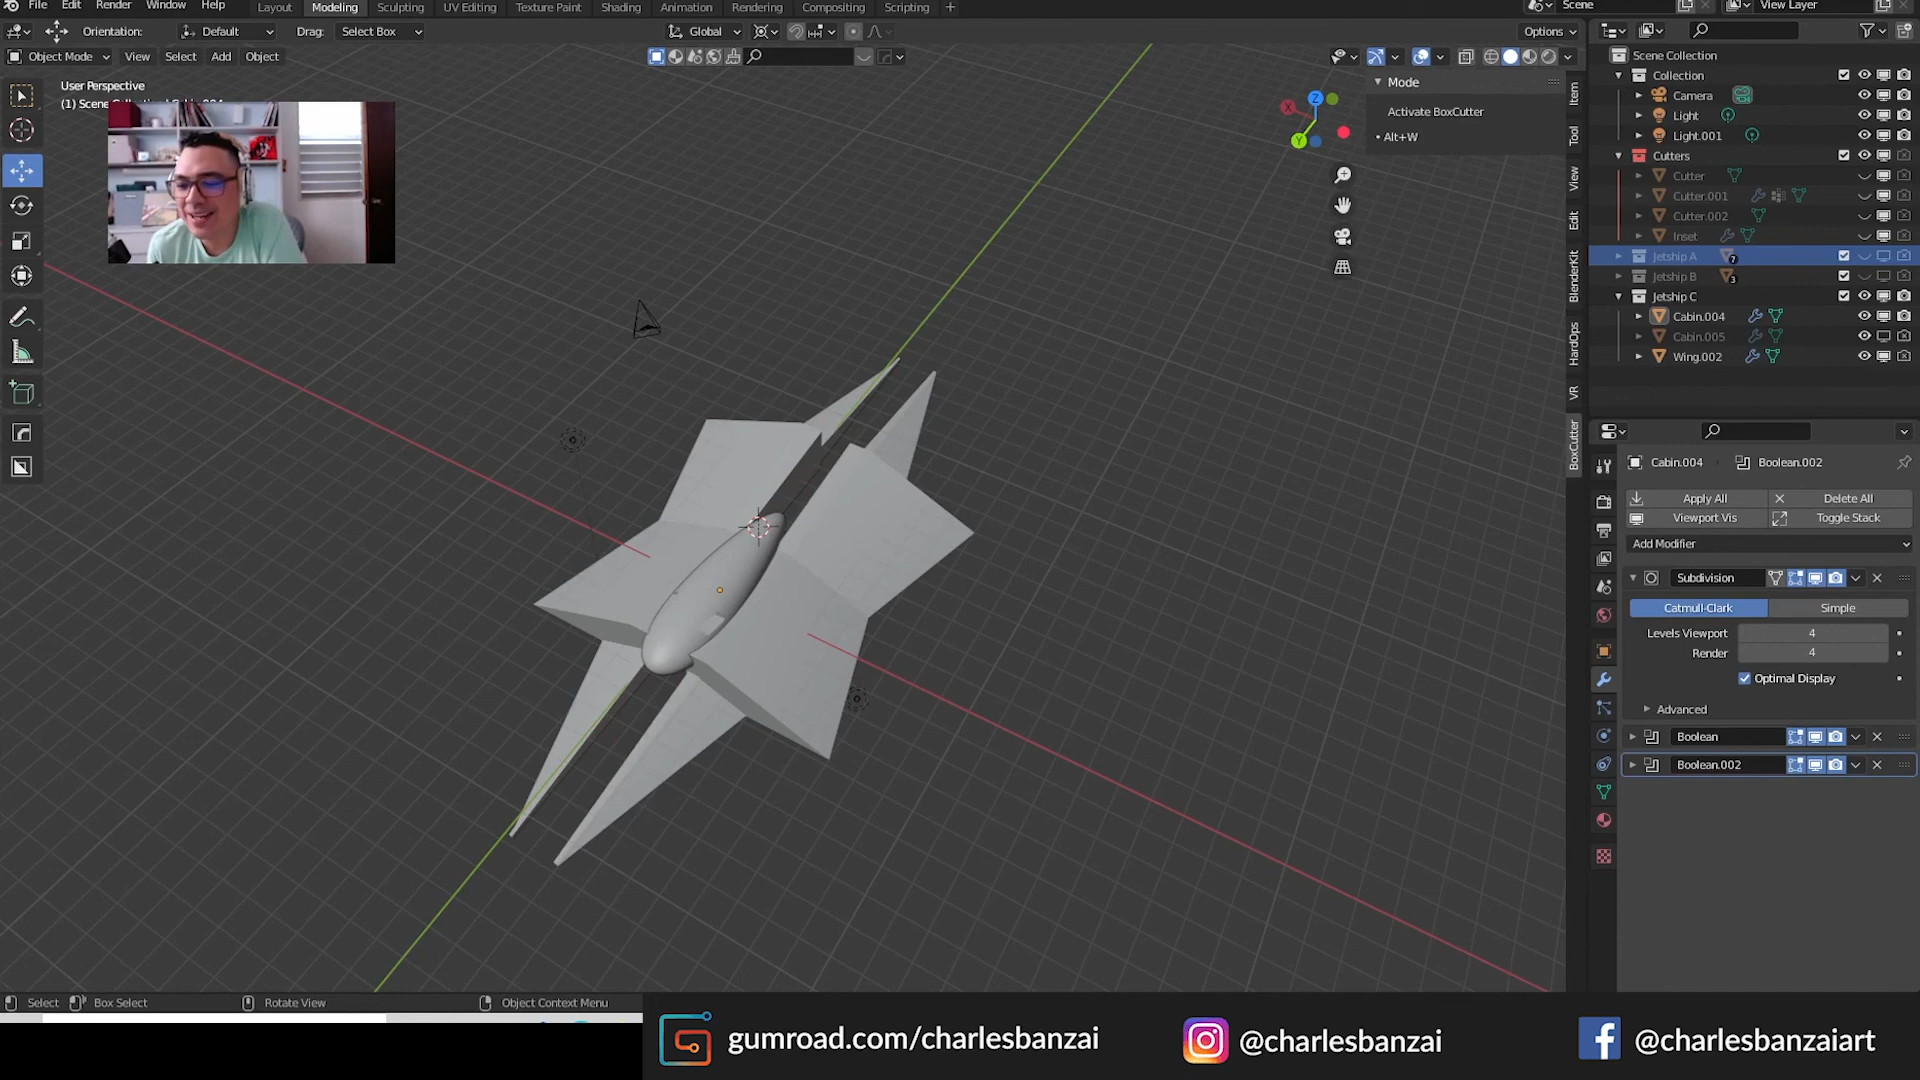 File Edit Render Window Help Layout Modeling Sculpting UV Editing Texture Paint Shading Animation Rendering Compositing Scripting + Scene View Layer
Orientation: Default Drag: Select Box Global Options
Object Mode View Select Add Object
User Perspective
Mode
Activate BoxCutter
• Alt+W
X
Y
Z
Item
Tool
View
Edit
BlenderKit
HardOps
VR
BoxCutter
Scene Collection
Collection
Camera
Light
Light.001
Cutters
Cutter
Cutter.001
Cutter.002
Inset
Jetship A 7
Jetship B 3
Jetship C
Cabin.004
Cabin.005
Wing.002
Cabin.004 Boolean.002
Apply All Delete All
Viewport Vis Toggle Stack
Add Modifier
Subdivision
Catmull-Clark Simple
Levels Viewport 4
Render 4
Optimal Display
Advanced
Boolean
Boolean.002
Select Box Select Rotate View Object Context Menu
gumroad.com/charlesbanzai @charlesbanzai @charlesbanzaiart